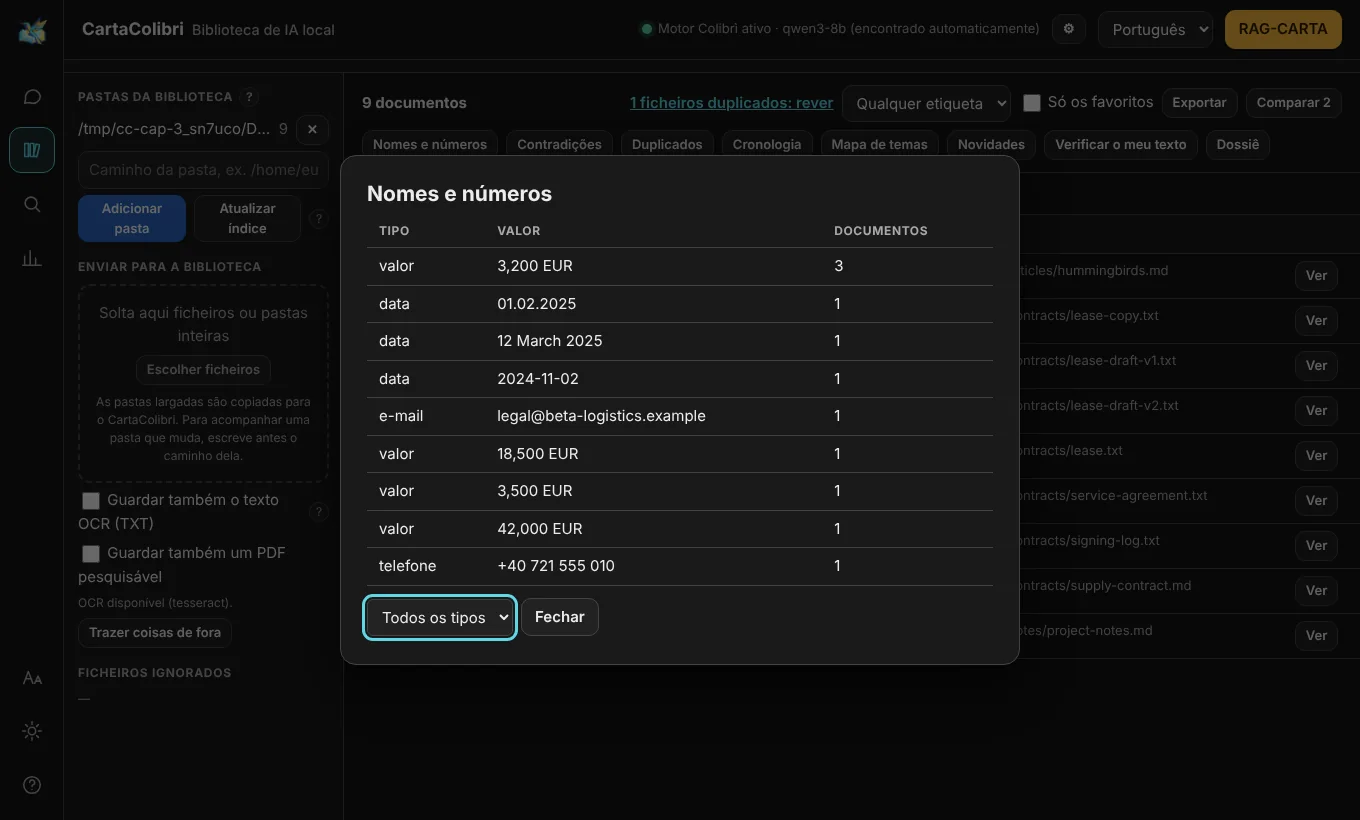 CartaColibri Biblioteca de IA local
Motor Colibrì ativo · qwen3-8b (encontrado automaticamente)
⚙
Português
RAG-CARTA
PASTAS DA BIBLIOTECA ?
/tmp/cc-cap-3_sn7uco/D... 9 ✕
Caminho da pasta, ex. /home/eu
Adicionar pasta
Atualizar índice
?
ENVIAR PARA A BIBLIOTECA
Solta aqui ficheiros ou pastas
inteiras
Escolher ficheiros
As pastas largadas são copiadas para
o CartaColibri. Para acompanhar uma
pasta que muda, escreve antes o
caminho dela.
Guardar também o texto
OCR (TXT)
?
Guardar também um PDF
pesquisável
OCR disponível (tesseract).
Trazer coisas de fora
FICHEIROS IGNORADOS
—
9 documentos
1 ficheiros duplicados: rever
Qualquer etiqueta
Só os favoritos
Exportar
Comparar 2
Nomes e números
Contradições
Duplicados
Cronologia
Mapa de temas
Novidades
Verificar o meu texto
Dossiê
Nomes e números
TIPO VALOR DOCUMENTOS
valor 3,200 EUR 3
data 01.02.2025 1
data 12 March 2025 1
data 2024-11-02 1
e-mail legal@beta-logistics.example 1
valor 18,500 EUR 1
valor 3,500 EUR 1
valor 42,000 EUR 1
telefone +40 721 555 010 1
Todos os tipos
Fechar
ticles/hummingbirds.md Ver
ontracts/lease-copy.txt Ver
ontracts/lease-draft-v1.txt Ver
ontracts/lease-draft-v2.txt Ver
ontracts/lease.txt Ver
ontracts/service-agreement.txt Ver
ontracts/signing-log.txt Ver
ontracts/supply-contract.md Ver
otes/project-notes.md Ver
AA
?